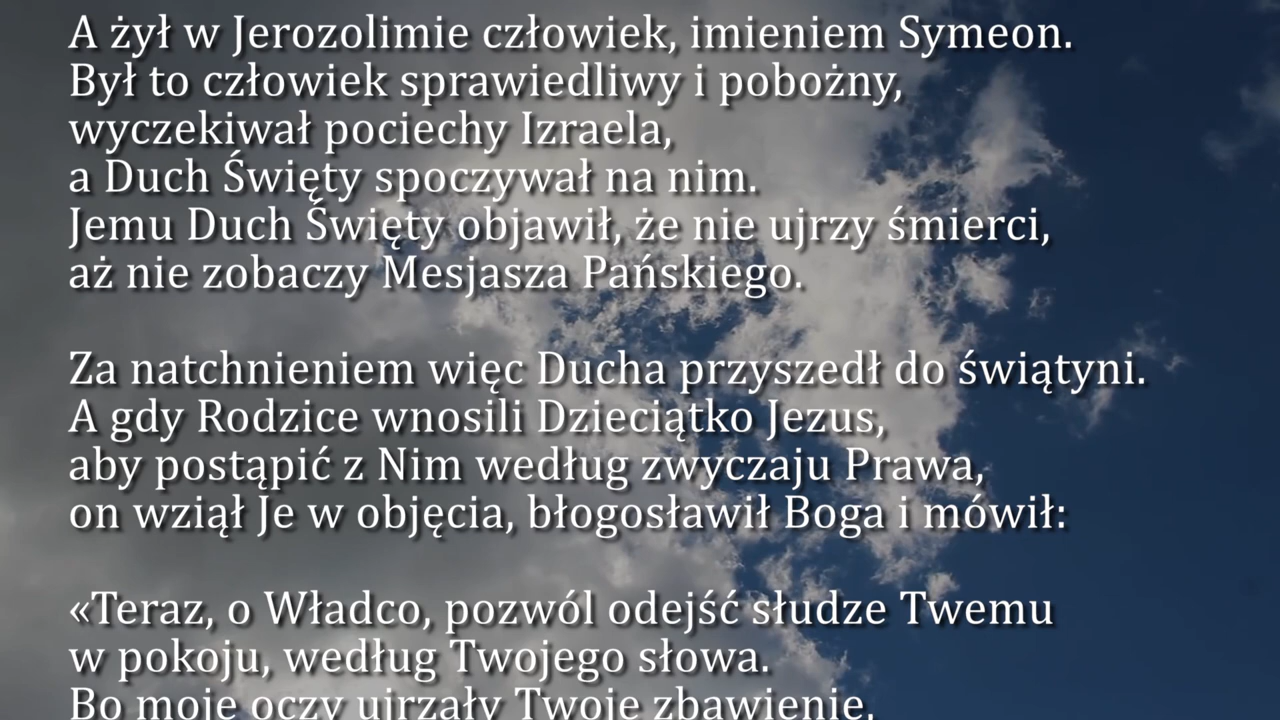 A żył w Jerozolimie człowiek, imieniem Symeon.
Był to człowiek sprawiedliwy i pobożny,
wyczekiwał pociechy Izraela,
a Duch Święty spoczywał na nim.
Jemu Duch Święty objawił, że nie ujrzy śmierci,
aż nie zobaczy Mesjasza Pańskiego.
Za natchnieniem więc Ducha przyszedł do świątyni.
A gdy Rodzice wnosili Dzieciątko Jezus,
aby postąpić z Nim według zwyczaju Prawa,
on wziął Je w objęcia, błogosławił Boga i mówił:
«Teraz, o Władco, pozwól odejść słudze Twemu
w pokoju, według Twojego słowa.
Bo moje oczy ujrzały Twoje zbawienie,